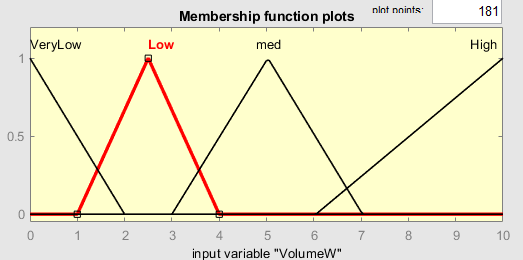 plot points: 181
Membership function plots
VeryLow Low med High
1
0.5
0
0 1 2 3 4 5 6 7 8 9 10
input variable "VolumeW"